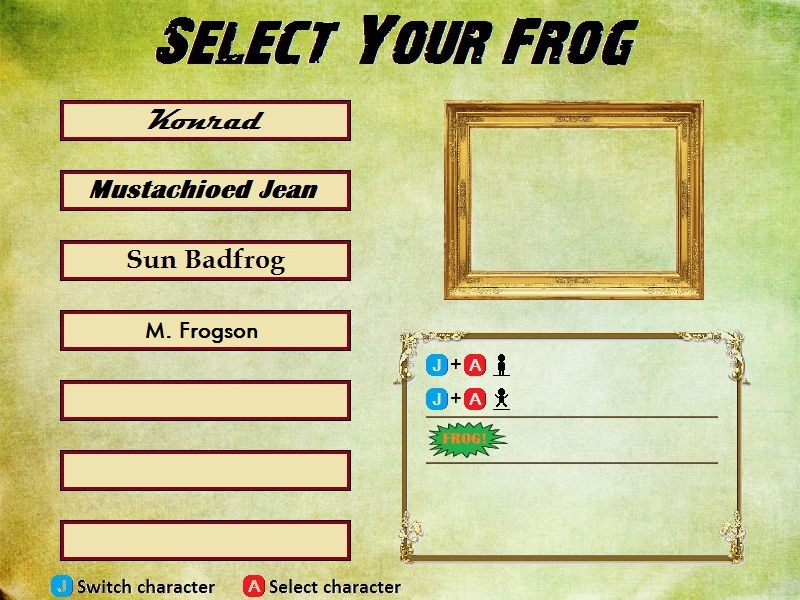 Select Your Frog
Konrad
Mustachioed Jean
Sun Badfrog
M. Frogson
J + A
J + A
FROG!
J Switch character A Select character